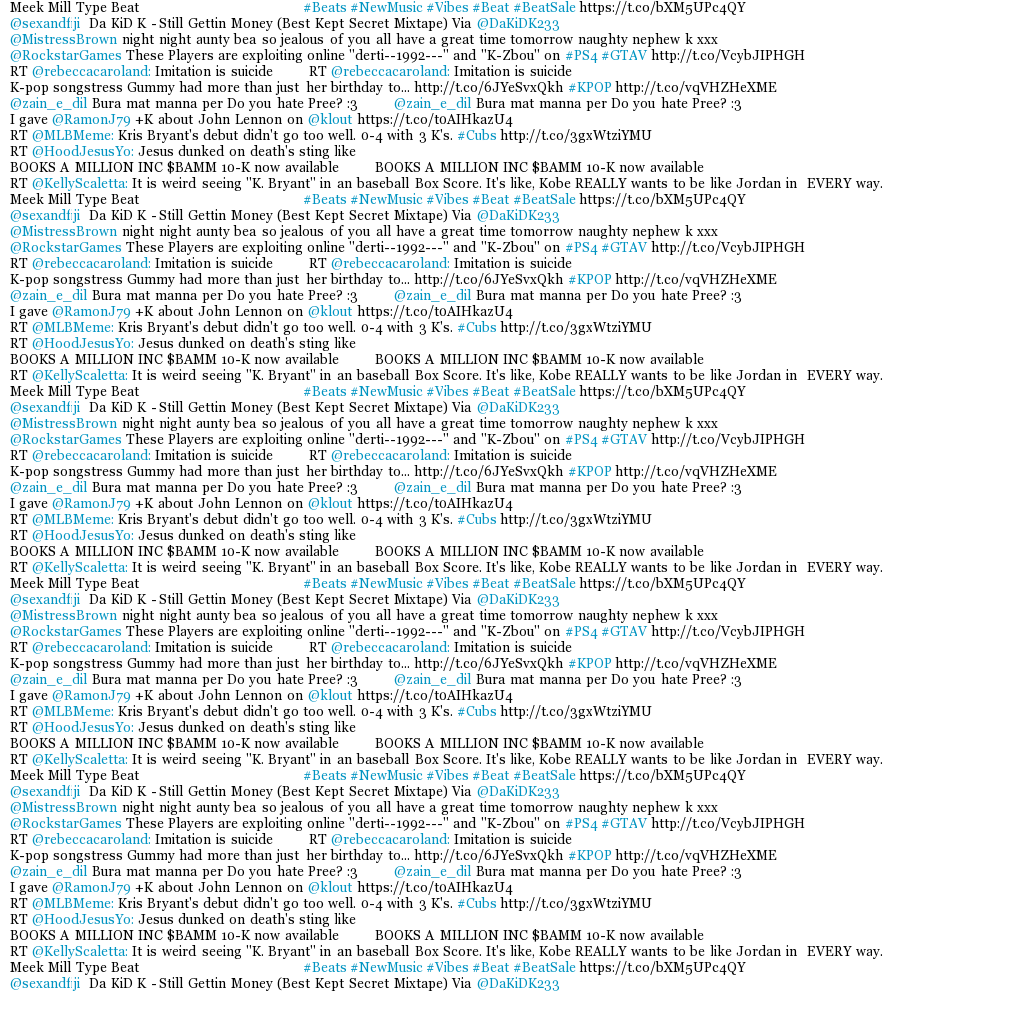 Meek Mill Type Beat #Beats #NewMusic #Vibes #Beat #BeatSale https://t.co/bXM5UPc4QY
@sexandfiji Da KiD K - Still Gettin Money (Best Kept Secret Mixtape) Via @DaKiDK233
@MistressBrown night night aunty bea so jealous of you all have a great time tomorrow naughty nephew k xxx
@RockstarGames These Players are exploiting online "derti--1992---" and "K-Zbou" on #PS4 #GTAV http://t.co/VcybJIPHGH
RT @rebeccacaroland: Imitation is suicide RT @rebeccacaroland: Imitation is suicide
K-pop songstress Gummy had more than just her birthday to... http://t.co/6JYeSvxQkh #KPOP http://t.co/vqVHZHeXME
@zain_e_dil Bura mat manna per Do you hate Pree? :3 @zain_e_dil Bura mat manna per Do you hate Pree? :3
I gave @RamonJ79 +K about John Lennon on @klout https://t.co/t0AIHkazU4
RT @MLBMeme: Kris Bryant's debut didn't go too well. 0-4 with 3 K's. #Cubs http://t.co/3gxWtziYMU
RT @HoodJesusYo: Jesus dunked on death's sting like
BOOKS A MILLION INC $BAMM 10-K now available BOOKS A MILLION INC $BAMM 10-K now available
RT @KellyScaletta: It is weird seeing "K. Bryant" in an baseball Box Score. It's like, Kobe REALLY wants to be like Jordan in EVERY way.
Meek Mill Type Beat #Beats #NewMusic #Vibes #Beat #BeatSale https://t.co/bXM5UPc4QY
@sexandfiji Da KiD K - Still Gettin Money (Best Kept Secret Mixtape) Via @DaKiDK233
@MistressBrown night night aunty bea so jealous of you all have a great time tomorrow naughty nephew k xxx
@RockstarGames These Players are exploiting online "derti--1992---" and "K-Zbou" on #PS4 #GTAV http://t.co/VcybJIPHGH
RT @rebeccacaroland: Imitation is suicide RT @rebeccacaroland: Imitation is suicide
K-pop songstress Gummy had more than just her birthday to... http://t.co/6JYeSvxQkh #KPOP http://t.co/vqVHZHeXME
@zain_e_dil Bura mat manna per Do you hate Pree? :3 @zain_e_dil Bura mat manna per Do you hate Pree? :3
I gave @RamonJ79 +K about John Lennon on @klout https://t.co/t0AIHkazU4
RT @MLBMeme: Kris Bryant's debut didn't go too well. 0-4 with 3 K's. #Cubs http://t.co/3gxWtziYMU
RT @HoodJesusYo: Jesus dunked on death's sting like
BOOKS A MILLION INC $BAMM 10-K now available BOOKS A MILLION INC $BAMM 10-K now available
RT @KellyScaletta: It is weird seeing "K. Bryant" in an baseball Box Score. It's like, Kobe REALLY wants to be like Jordan in EVERY way.
Meek Mill Type Beat #Beats #NewMusic #Vibes #Beat #BeatSale https://t.co/bXM5UPc4QY
@sexandfiji Da KiD K - Still Gettin Money (Best Kept Secret Mixtape) Via @DaKiDK233
@MistressBrown night night aunty bea so jealous of you all have a great time tomorrow naughty nephew k xxx
@RockstarGames These Players are exploiting online "derti--1992---" and "K-Zbou" on #PS4 #GTAV http://t.co/VcybJIPHGH
RT @rebeccacaroland: Imitation is suicide RT @rebeccacaroland: Imitation is suicide
K-pop songstress Gummy had more than just her birthday to... http://t.co/6JYeSvxQkh #KPOP http://t.co/vqVHZHeXME
@zain_e_dil Bura mat manna per Do you hate Pree? :3 @zain_e_dil Bura mat manna per Do you hate Pree? :3
I gave @RamonJ79 +K about John Lennon on @klout https://t.co/t0AIHkazU4
RT @MLBMeme: Kris Bryant's debut didn't go too well. 0-4 with 3 K's. #Cubs http://t.co/3gxWtziYMU
RT @HoodJesusYo: Jesus dunked on death's sting like
BOOKS A MILLION INC $BAMM 10-K now available BOOKS A MILLION INC $BAMM 10-K now available
RT @KellyScaletta: It is weird seeing "K. Bryant" in an baseball Box Score. It's like, Kobe REALLY wants to be like Jordan in EVERY way.
Meek Mill Type Beat #Beats #NewMusic #Vibes #Beat #BeatSale https://t.co/bXM5UPc4QY
@sexandfiji Da KiD K - Still Gettin Money (Best Kept Secret Mixtape) Via @DaKiDK233
@MistressBrown night night aunty bea so jealous of you all have a great time tomorrow naughty nephew k xxx
@RockstarGames These Players are exploiting online "derti--1992---" and "K-Zbou" on #PS4 #GTAV http://t.co/VcybJIPHGH
RT @rebeccacaroland: Imitation is suicide RT @rebeccacaroland: Imitation is suicide
K-pop songstress Gummy had more than just her birthday to... http://t.co/6JYeSvxQkh #KPOP http://t.co/vqVHZHeXME
@zain_e_dil Bura mat manna per Do you hate Pree? :3 @zain_e_dil Bura mat manna per Do you hate Pree? :3
I gave @RamonJ79 +K about John Lennon on @klout https://t.co/t0AIHkazU4
RT @MLBMeme: Kris Bryant's debut didn't go too well. 0-4 with 3 K's. #Cubs http://t.co/3gxWtziYMU
RT @HoodJesusYo: Jesus dunked on death's sting like
BOOKS A MILLION INC $BAMM 10-K now available BOOKS A MILLION INC $BAMM 10-K now available
RT @KellyScaletta: It is weird seeing "K. Bryant" in an baseball Box Score. It's like, Kobe REALLY wants to be like Jordan in EVERY way.
Meek Mill Type Beat #Beats #NewMusic #Vibes #Beat #BeatSale https://t.co/bXM5UPc4QY
@sexandfiji Da KiD K - Still Gettin Money (Best Kept Secret Mixtape) Via @DaKiDK233
@MistressBrown night night aunty bea so jealous of you all have a great time tomorrow naughty nephew k xxx
@RockstarGames These Players are exploiting online "derti--1992---" and "K-Zbou" on #PS4 #GTAV http://t.co/VcybJIPHGH
RT @rebeccacaroland: Imitation is suicide RT @rebeccacaroland: Imitation is suicide
K-pop songstress Gummy had more than just her birthday to... http://t.co/6JYeSvxQkh #KPOP http://t.co/vqVHZHeXME
@zain_e_dil Bura mat manna per Do you hate Pree? :3 @zain_e_dil Bura mat manna per Do you hate Pree? :3
I gave @RamonJ79 +K about John Lennon on @klout https://t.co/t0AIHkazU4
RT @MLBMeme: Kris Bryant's debut didn't go too well. 0-4 with 3 K's. #Cubs http://t.co/3gxWtziYMU
RT @HoodJesusYo: Jesus dunked on death's sting like
BOOKS A MILLION INC $BAMM 10-K now available BOOKS A MILLION INC $BAMM 10-K now available
RT @KellyScaletta: It is weird seeing "K. Bryant" in an baseball Box Score. It's like, Kobe REALLY wants to be like Jordan in EVERY way.
Meek Mill Type Beat #Beats #NewMusic #Vibes #Beat #BeatSale https://t.co/bXM5UPc4QY
@sexandfiji Da KiD K - Still Gettin Money (Best Kept Secret Mixtape) Via @DaKiDK233